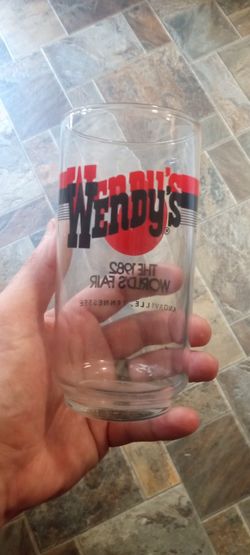 WENDY'S®
THE 1982
WORLD'S FAIR
KNOXVILLE, TENNESSEE